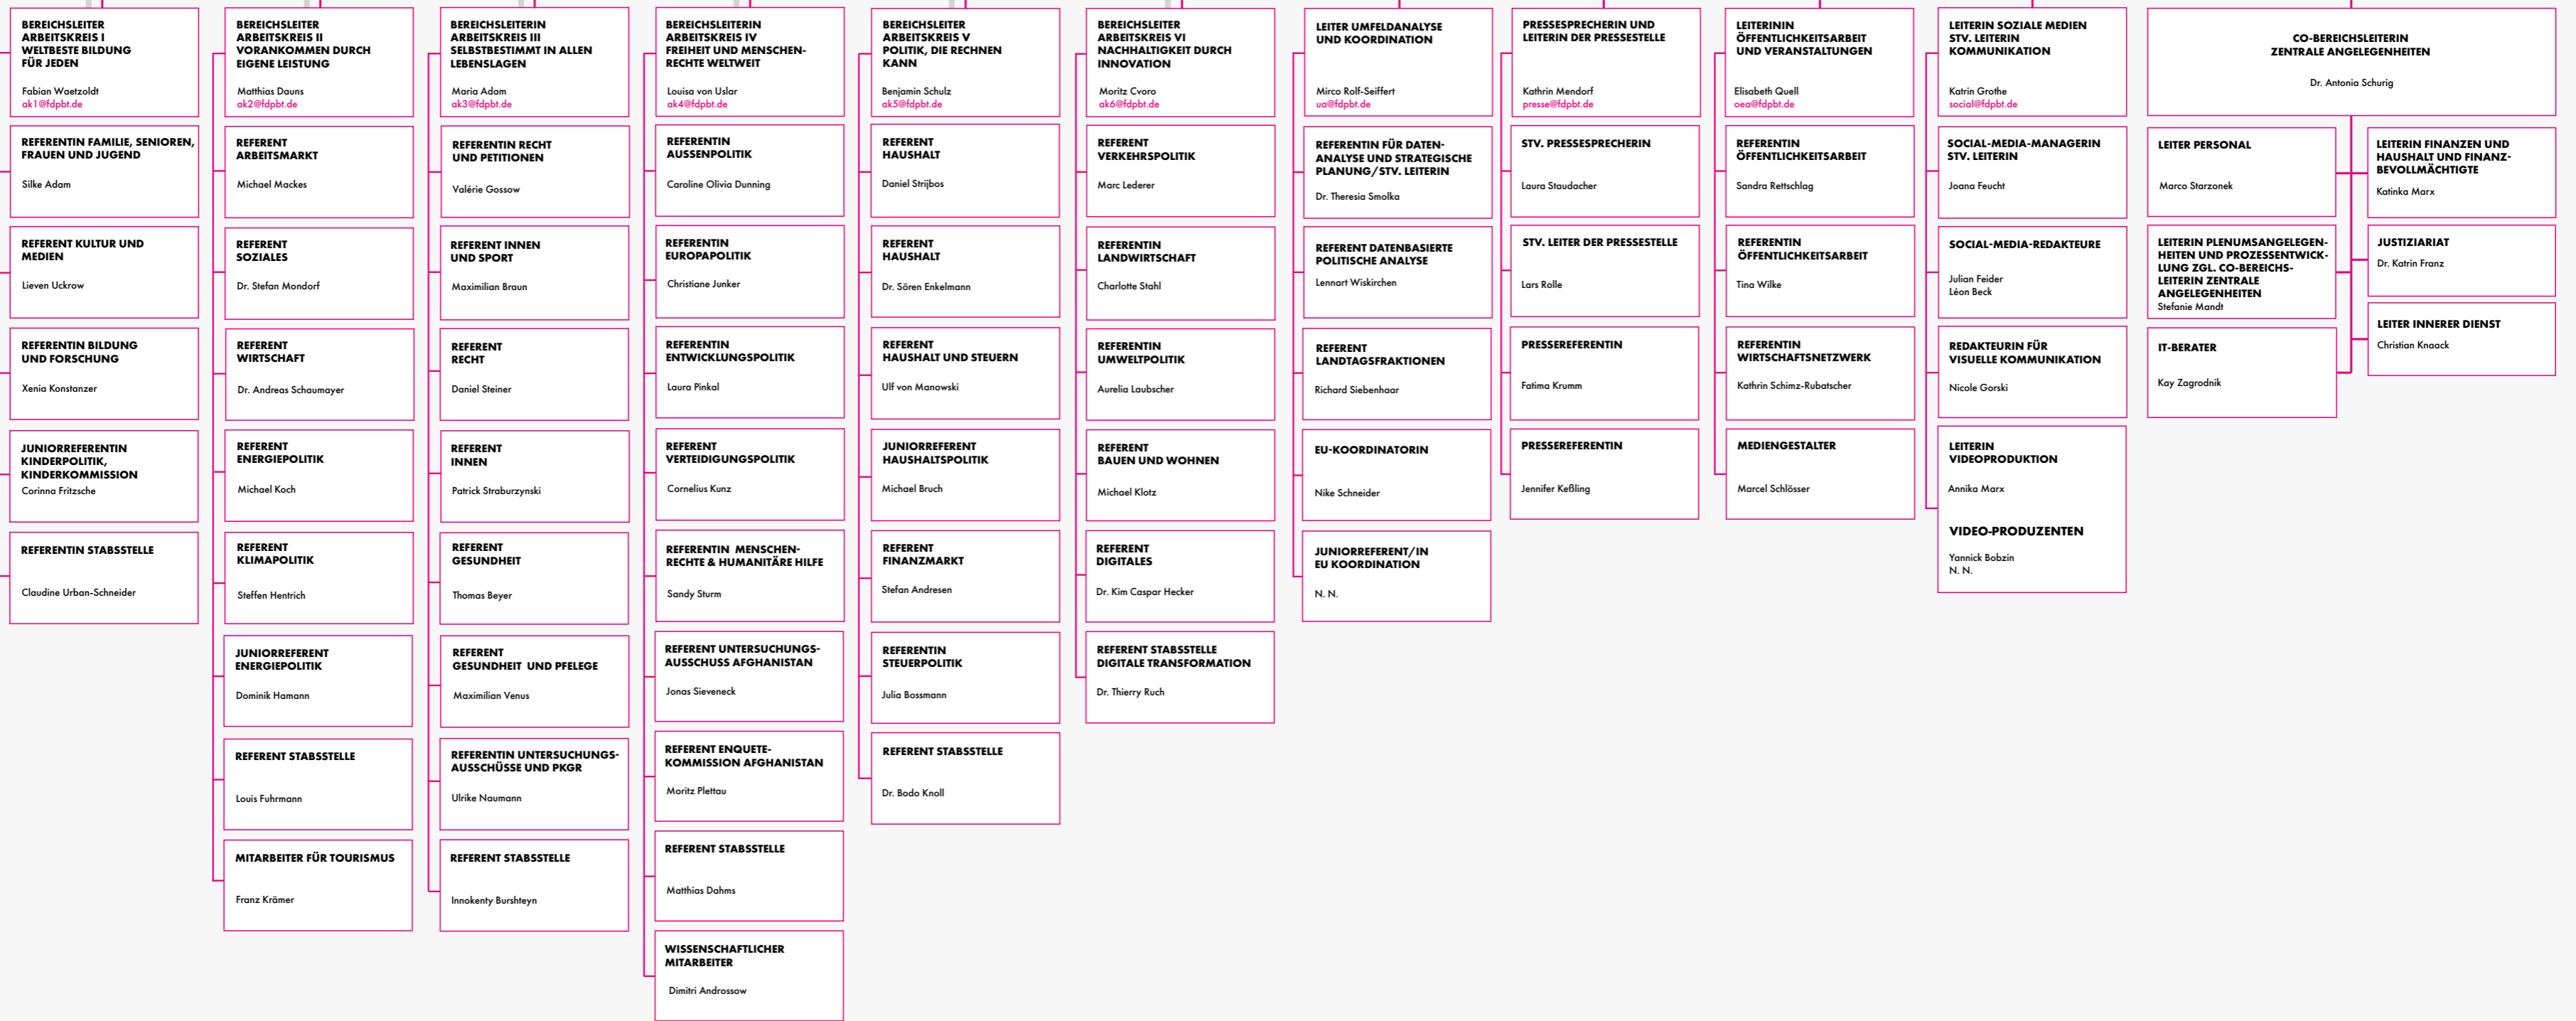 BEREICHSLEITER
ARBEITSKREIS I
WELTBESTE BILDUNG
FÜR JEDEN
Fabian Waetzoldt
ak1@fdpbt.de
REFERENTIN FAMILIE, SENIOREN,
FRAUEN UND JUGEND
Silke Adam
REFERENT KULTUR UND
MEDIEN
Lieven Uckrow
REFERENTIN BILDUNG
UND FORSCHUNG
Xenia Konstanzer
JUNIORREFERENTIN
KINDERPOLITIK,
KINDERKOMMISSION
Corinna Fritzsche
REFERENTIN STABSSTELLE
Claudine Urban-Schneider
BEREICHSLEITER
ARBEITSKREIS II
VORANKOMMEN DURCH
EIGENE LEISTUNG
Matthias Dauns
ak2@fdpbt.de
REFERENT
ARBEITSMARKT
Michael Mackes
REFERENT
SOZIALES
Dr. Stefan Mondorf
REFERENT
WIRTSCHAFT
Dr. Andreas Schaumayer
REFERENT
ENERGIEPOLITIK
Michael Koch
REFERENT
KLIMAPOLITIK
Steffen Hentrich
JUNIORREFERENT
ENERGIEPOLITIK
Dominik Hamann
REFERENT STABSSTELLE
Louis Fuhrmann
MITARBEITER FÜR TOURISMUS
Franz Krämer
BEREICHSLEITERIN
ARBEITSKREIS III
SELBSTBESTIMMT IN ALLEN
LEBENSLAGEN
Maria Adam
ak3@fdpbt.de
REFERENTIN RECHT
UND PETITIONEN
Valérie Gossow
REFERENT INNEN
UND SPORT
Maximilian Braun
REFERENT
RECHT
Daniel Steiner
REFERENT
INNEN
Patrick Straburzynski
REFERENT
GESUNDHEIT
Thomas Beyer
REFERENT
GESUNDHEIT UND PFELEGE
Maximilian Venus
REFERENTIN UNTERSUCHUNGS-
AUSSCHÜSSE UND PKGR
Ulrike Naumann
REFERENT STABSSTELLE
Innokenty Burshteyn
BEREICHSLEITERIN
ARBEITSKREIS IV
FREIHEIT UND MENSCHEN-
RECHTE WELTWEIT
Louisa von Uslar
ak4@fdpbt.de
REFERENTIN
AUSSENPOLITIK
Caroline Olivia Dunning
REFERENTIN
EUROPAPOLITIK
Christiane Junker
REFERENTIN
ENTWICKLUNGSPOLITIK
Laura Pinkal
REFERENT
VERTEIDIGUNGSPOLITIK
Cornelius Kunz
REFERENTIN MENSCHEN-
RECHTE & HUMANITÄRE HILFE
Sandy Sturm
REFERENT UNTERSUCHUNGS-
AUSSCHUSS AFGHANISTAN
Jonas Sieveneck
REFERENT ENQUETE-
KOMMISSION AFGHANISTAN
Moritz Plettau
REFERENT STABSSTELLE
Matthias Dahms
WISSENSCHAFTLICHER
MITARBEITER
Dimitri Androssow
BEREICHSLEITER
ARBEITSKREIS V
POLITIK, DIE RECHNEN
KANN
Benjamin Schulz
ak5@fdpbt.de
REFERENT
HAUSHALT
Daniel Strijbos
REFERENT
HAUSHALT
Dr. Sören Enkelmann
REFERENT
HAUSHALT UND STEUERN
Ulf von Manowski
JUNIORREFERENT
HAUSHALTSPOLITIK
Michael Bruch
REFERENT
FINANZMARKT
Stefan Andresen
REFERENTIN
STEUERPOLITIK
Julia Bossmann
REFERENT STABSSTELLE
Dr. Bodo Knoll
BEREICHSLEITER
ARBEITSKREIS VI
NACHHALTIGKEIT DURCH
INNOVATION
Moritz Cvoro
ak6@fdpbt.de
REFERENT
VERKEHRSPOLITIK
Marc Lederer
REFERENTIN
LANDWIRTSCHAFT
Charlotte Stahl
REFERENTIN
UMWELTPOLITIK
Aurelia Laubscher
REFERENT
BAUEN UND WOHNEN
Michael Klotz
REFERENT
DIGITALES
Dr. Kim Caspar Hecker
REFERENT STABSSTELLE
DIGITALE TRANSFORMATION
Dr. Thierry Ruch
LEITER UMFELDANALYSE
UND KOORDINATION
Mirco Rolf-Seiffert
ua@fdpbt.de
REFERENTIN FÜR DATEN-
ANALYSE UND STRATEGISCHE
PLANUNG/STV. LEITERIN
Dr. Theresia Smolka
REFERENT DATENBASIERTE
POLITISCHE ANALYSE
Lennart Wiskirchen
REFERENT
LANDTAGSFRAKTIONEN
Richard Siebenhaar
EU-KOORDINATORIN
Nike Schneider
JUNIORREFERENT/IN
EU KOORDINATION
N. N.
PRESSESPRECHERIN UND
LEITERIN DER PRESSESTELLE
Kathrin Mendorf
presse@fdpbt.de
STV. PRESSESPRECHERIN
Laura Staudacher
STV. LEITER DER PRESSESTELLE
Lars Rolle
PRESSEREFERENTIN
Fatima Krumm
PRESSEREFERENTIN
Jennifer Keßling
LEITERININ
ÖFFENTLICHKEITSARBEIT
UND VERANSTALTUNGEN
Elisabeth Quell
oea@fdpbt.de
REFERENTIN
ÖFFENTLICHKEITSARBEIT
Sandra Rettschlag
REFERENTIN
ÖFFENTLICHKEITSARBEIT
Tina Wilke
REFERENTIN
WIRTSCHAFTSNETZWERK
Kathrin Schimz-Rubatscher
MEDIENGESTALTER
Marcel Schlösser
LEITERIN SOZIALE MEDIEN
STV. LEITERIN
KOMMUNIKATION
Katrin Grothe
social@fdpbt.de
SOCIAL-MEDIA-MANAGERIN
STV. LEITERIN
Joana Feucht
SOCIAL-MEDIA-REDAKTEURE
Julian Feider
Léon Beck
REDAKTEURIN FÜR
VISUELLE KOMMUNIKATION
Nicole Gorski
LEITERIN
VIDEOPRODUKTION
Annika Marx
VIDEO-PRODUZENTEN
Yannick Bobzin
N. N.
CO-BEREICHSLEITERIN
ZENTRALE ANGELEGENHEITEN
Dr. Antonia Schurig
LEITER PERSONAL
Marco Starzonek
LEITERIN PLENUMSANGELEGEN-
HEITEN UND PROZESSENTWICK-
LUNG ZGL. CO-BEREICHS-
LEITERIN ZENTRALE
ANGELEGENHEITEN
Stefanie Mandt
IT-BERATER
Kay Zagrodnik
LEITERIN FINANZEN UND
HAUSHALT UND FINANZ-
BEVOLLMÄCHTIGTE
Katinka Marx
JUSTIZIARIAT
Dr. Katrin Franz
LEITER INNERER DIENST
Christian Knaack